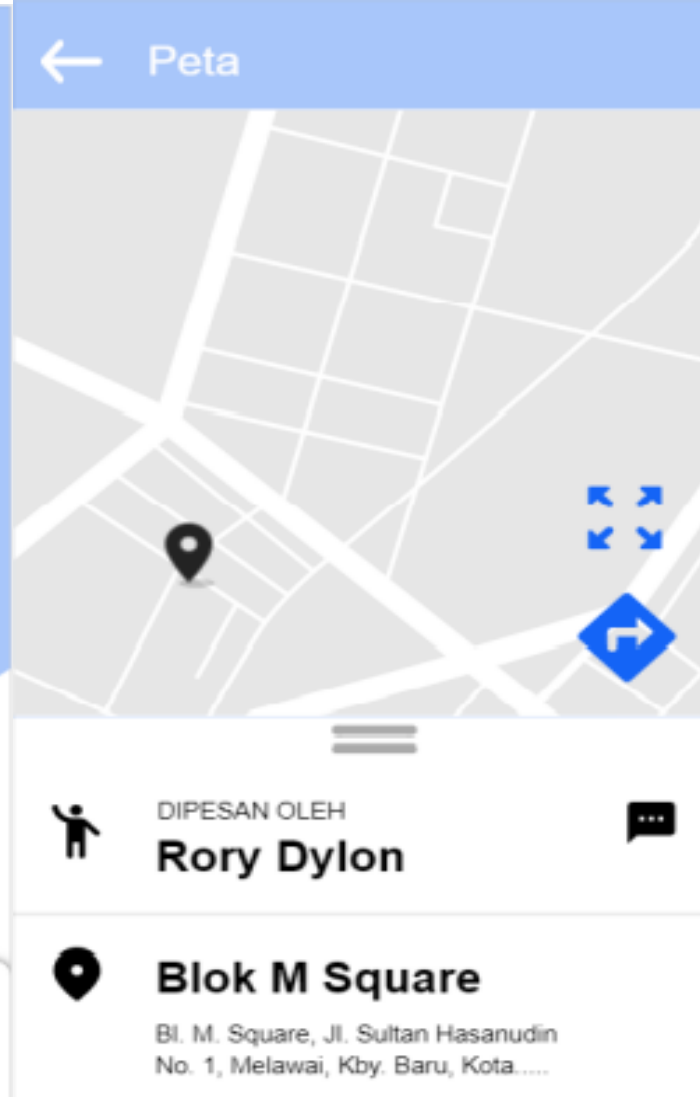 Peta
DIPESAN OLEH
Rory Dylon
Blok M Square
Bl. M. Square, Jl. Sultan Hasanudin
No. 1, Melawai, Kby. Baru, Kota.....